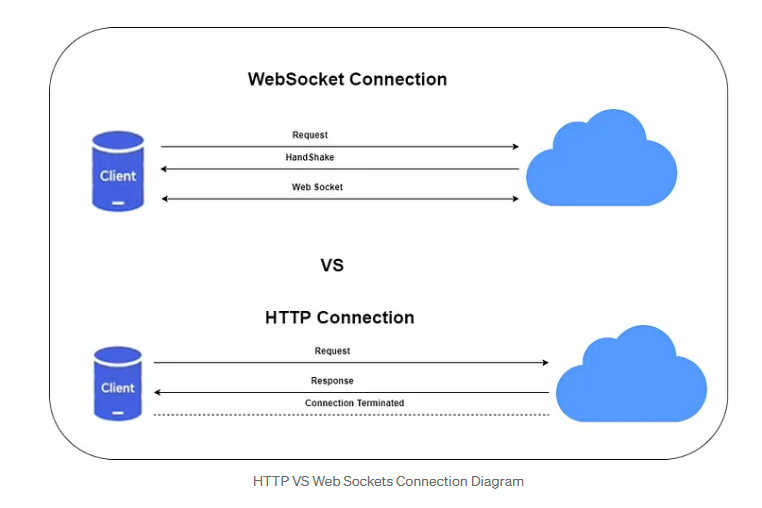 WebSocket Connection
Request
HandShake
Client
Web Socket
VS
HTTP Connection
Request
Response
Client
Connection Terminated
HTTP VS Web Sockets Connection Diagram